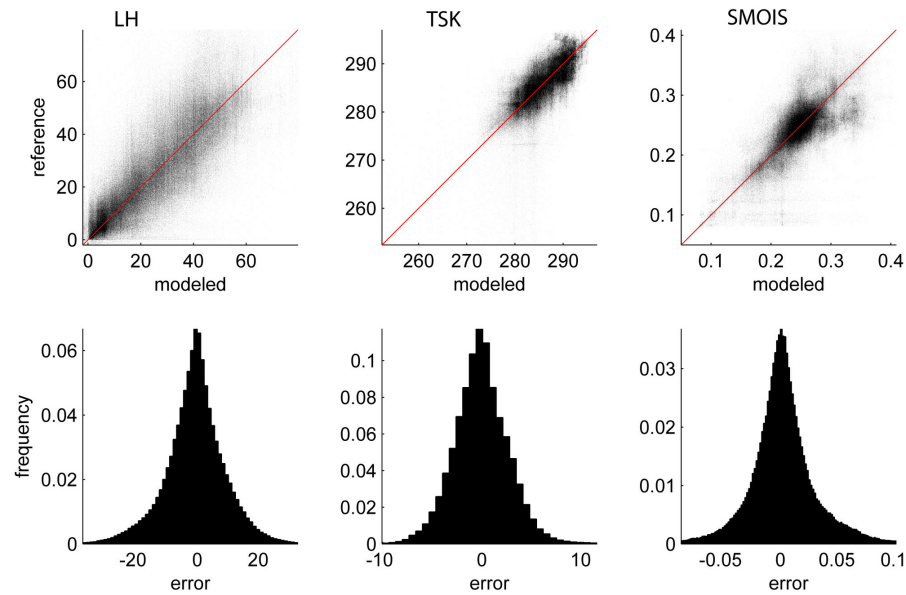 LH
TSK
SMOIS
reference
60
40
20
0
0 20 40 60
modeled
290
280
270
260
260 270 280 290
modeled
0.4
0.3
0.2
0.1
0.1 0.2 0.3 0.4
modeled
frequency
0.06
0.04
0.02
0
-20 0 20
error
0.1
0.08
0.06
0.04
0.02
0
-10 0 10
error
0.03
0.01
0.01
0
-0.05 0 0.05 0.1
error